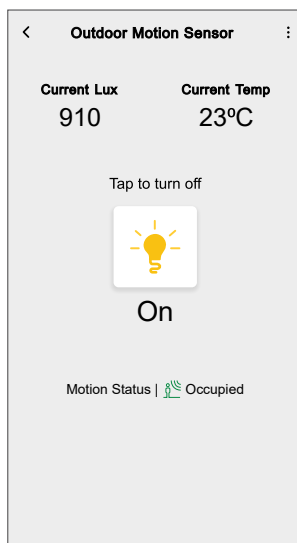 Outdoor Motion Sensor
Current Lux
Current Temp
910
23ºC
Tap to turn off
On
Motion Status | Occupied